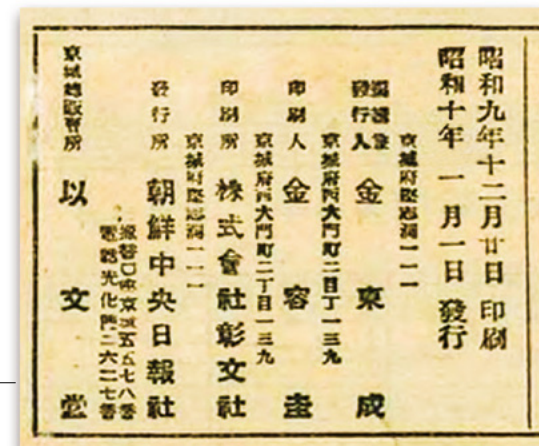 昭和九年十二月廿日 印刷
昭和十年 一月一日 發行
京城府堅志洞一一一
發行人 金東成
京城府西大門町二目丁一三九
印刷人 金容圭
京城府西大門町二丁目一三九
印刷所 株式會社彰文社
京城府堅志洞一一一
發行所 朝鮮中央日報社
振替口座京城五五七八番
電話光化門二六二七番
京城總販賣所 以文堂